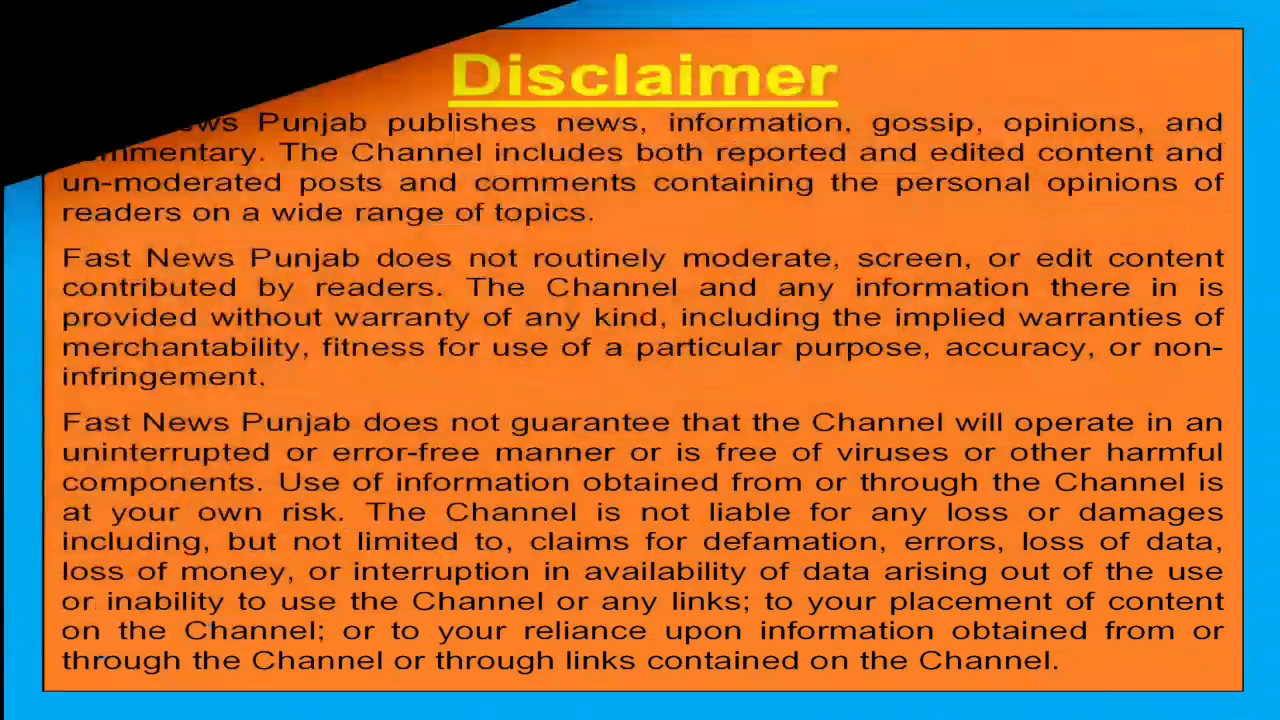 Disclaimer
News Punjab publishes news, information, gossip, opinions, and
commentary. The Channel includes both reported and edited content and
un-moderated posts and comments containing the personal opinions of
readers on a wide range of topics.
Fast News Punjab does not routinely moderate, screen, or edit content
contributed by readers. The Channel and any information there in is
provided without warranty of any kind, including the implied warranties of
merchantability, fitness for use of a particular purpose, accuracy, or non-
infringement.
Fast News Punjab does not guarantee that the Channel will operate in an
uninterrupted or error-free manner or is free of viruses or other harmful
components. Use of information obtained from or through the Channel is
at your own risk. The Channel is not liable for any loss or damages
including, but not limited to, claims for defamation, errors, loss of data,
loss of money, or interruption in availability of data arising out of the use
or inability to use the Channel or any links; to your placement of content
on the Channel; or to your reliance upon information obtained from or
through the Channel or through links contained on the Channel.